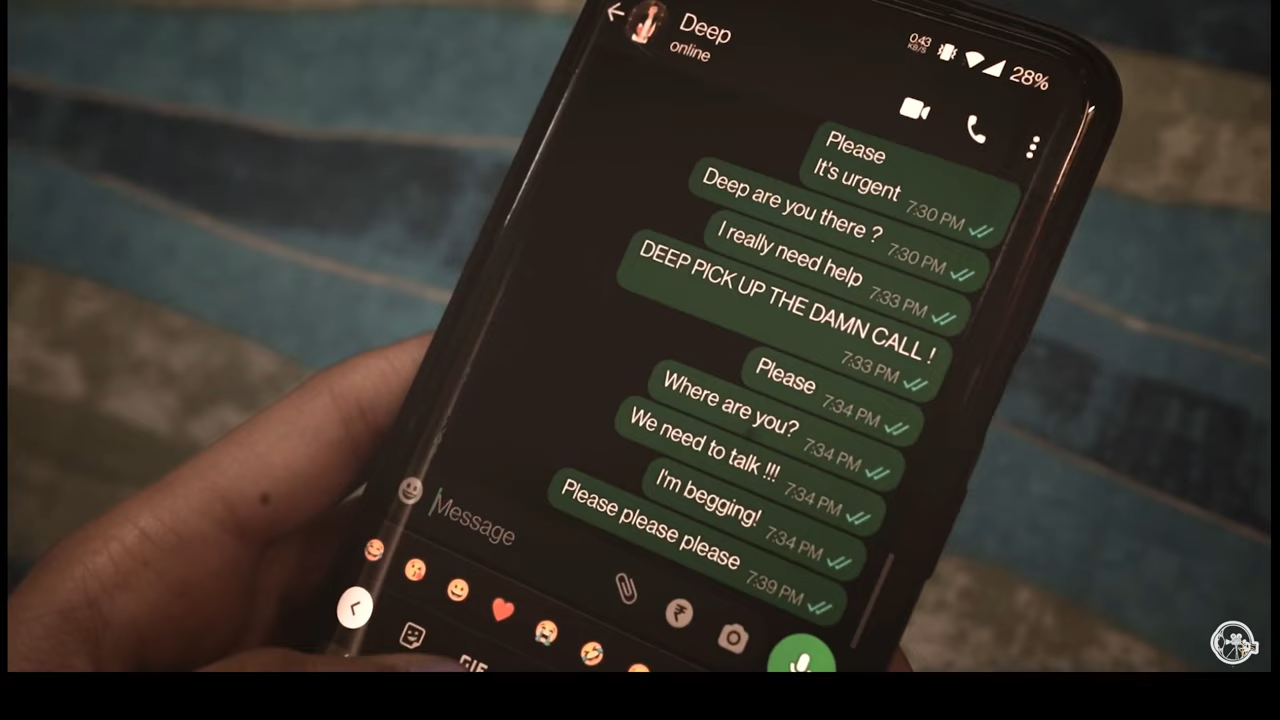 Deep
online
0.43
KB/S
28%
Please
It's urgent
7:30 PM
Deep are you there ?
7:30 PM
I really need help
7:33 PM
DEEP PICK UP THE DAMN CALL !
7:33 PM
Please
7:34 PM
Where are you?
7:34 PM
We need to talk !!!
7:34 PM
I'm begging!
7:34 PM
Please please please
7:39 PM
Message
GIF